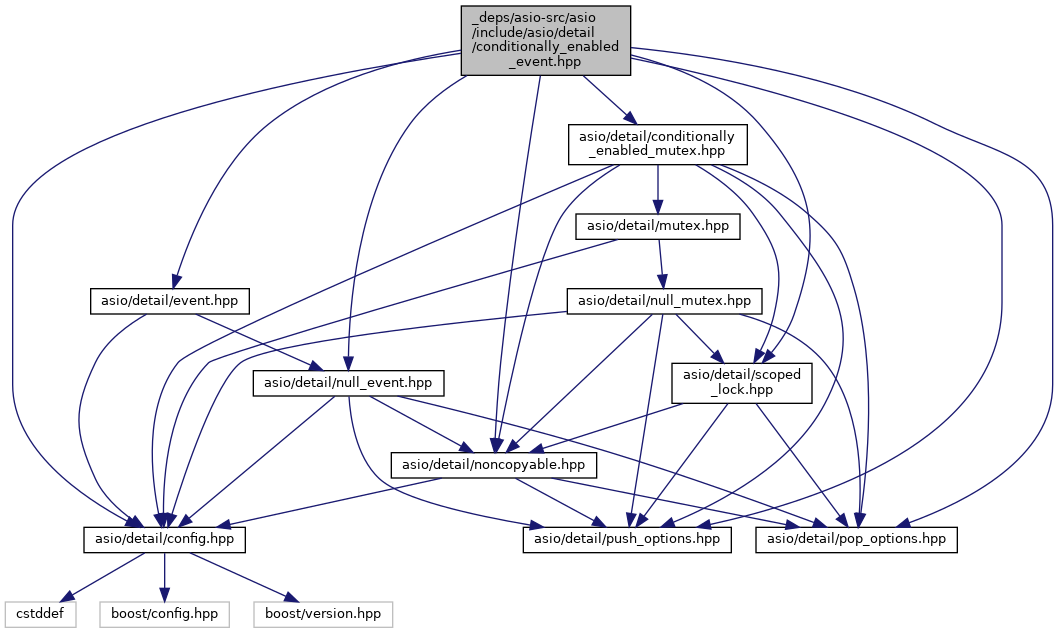 _deps/asio-src/asio
/include/asio/detail
/conditionally_enabled
_event.hpp
asio/detail/conditionally
_enabled_mutex.hpp
asio/detail/mutex.hpp
asio/detail/event.hpp
asio/detail/null_mutex.hpp
asio/detail/null_event.hpp
asio/detail/scoped
_lock.hpp
asio/detail/noncopyable.hpp
asio/detail/config.hpp
asio/detail/push_options.hpp
asio/detail/pop_options.hpp
cstddef
boost/config.hpp
boost/version.hpp